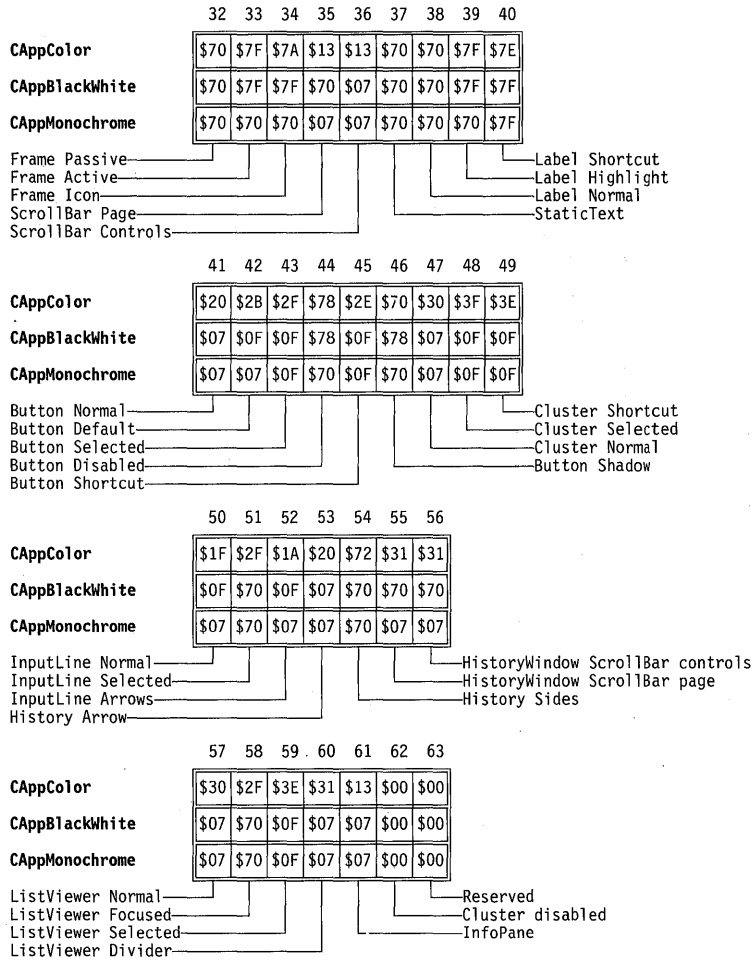 32 33 34 35 36 37 38 39 40
CAppColor $70 $7F $7A $13 $13 $70 $70 $7F $7E
CAppBlackWhite $70 $7F $7F $70 $07 $70 $70 $7F $7F
CAppMonochrome $70 $70 $70 $07 $07 $70 $70 $70 $7F
Frame Passive Label Shortcut
Frame Active Label Highlight
Frame Icon Label Normal
ScrollBar Page StaticText
ScrollBar Controls
41 42 43 44 45 46 47 48 49
CAppColor $20 $2B $2F $78 $2E $70 $30 $3F $3E
CAppBlackWhite $07 $0F $0F $78 $0F $78 $07 $0F $0F
CAppMonochrome $07 $07 $0F $70 $0F $70 $07 $0F $0F
Button Normal Cluster Shortcut
Button Default Cluster Selected
Button Selected Cluster Normal
Button Disabled Button Shadow
Button Shortcut
50 51 52 53 54 55 56
CAppColor $1F $2F $1A $20 $72 $31 $31
CAppBlackWhite $0F $70 $0F $07 $70 $70 $70
CAppMonochrome $07 $70 $07 $07 $70 $07 $07
InputLine Normal HistoryWindow ScrollBar controls
InputLine Selected HistoryWindow ScrollBar page
InputLine Arrows History Sides
History Arrow
57 58 59 60 61 62 63
CAppColor $30 $2F $3E $31 $13 $00 $00
CAppBlackWhite $07 $70 $0F $07 $07 $00 $00
CAppMonochrome $07 $70 $0F $07 $07 $00 $00
ListViewer Normal Reserved
ListViewer Focused Cluster disabled
ListViewer Selected InfoPane
ListViewer Divider